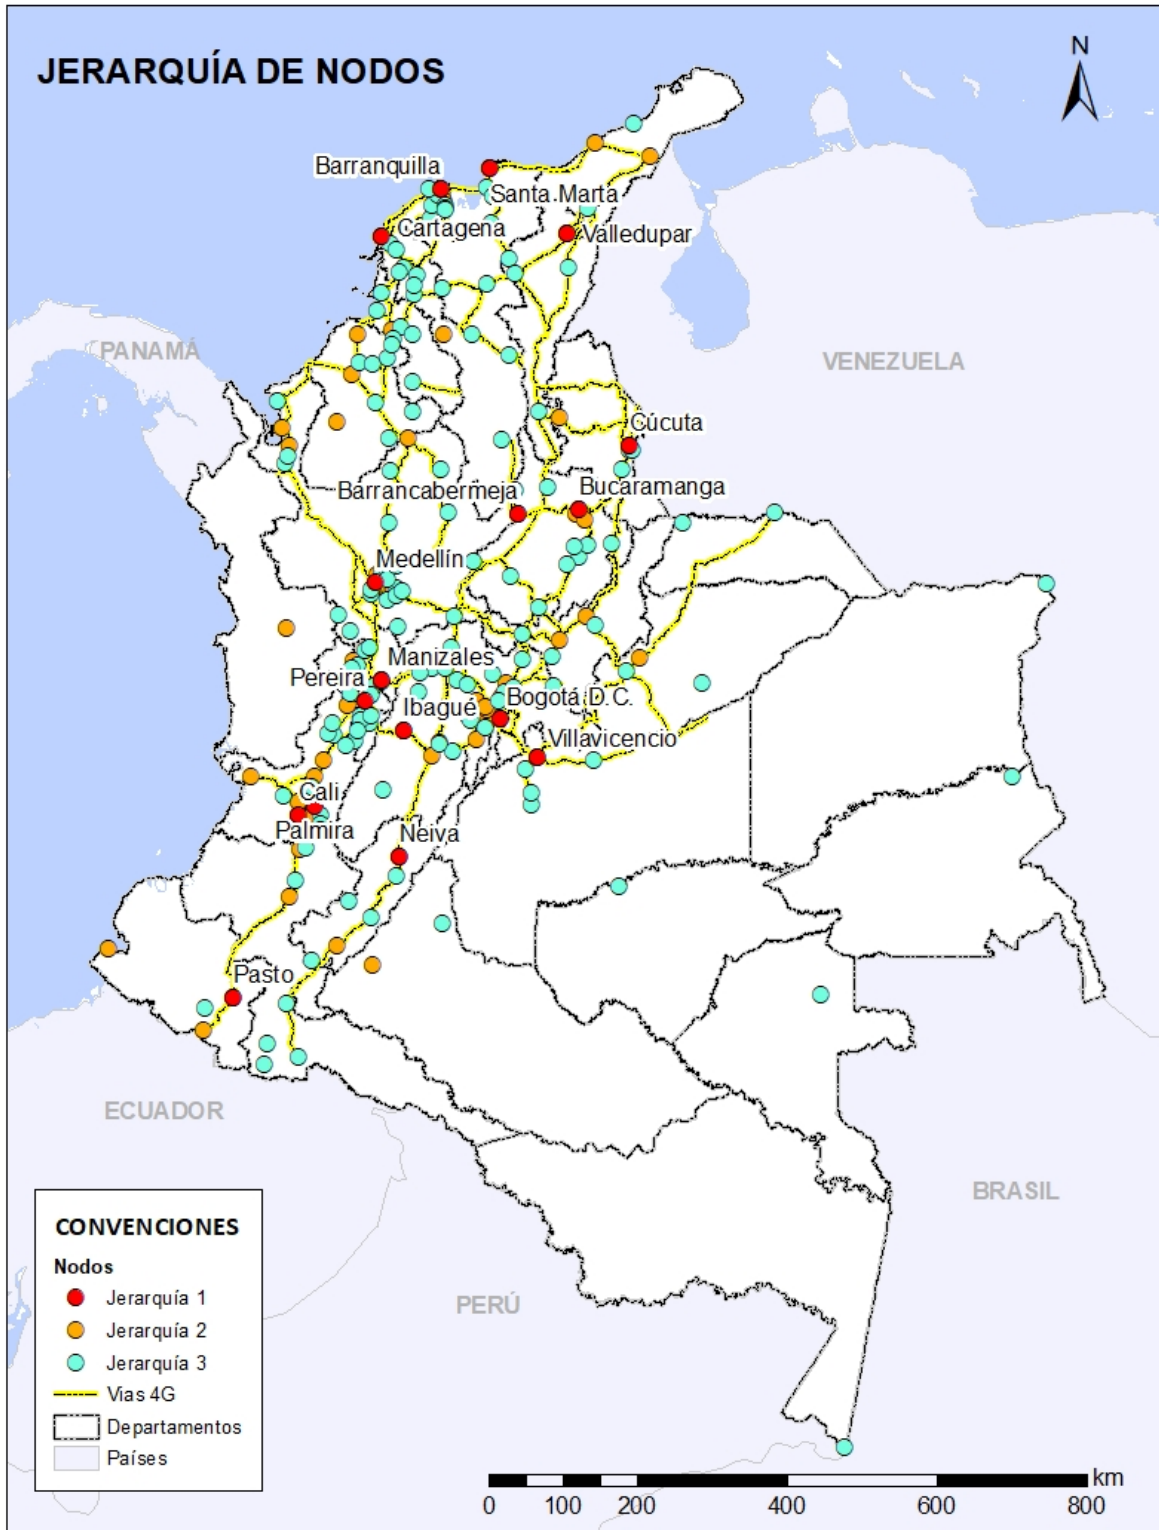 JERARQUÍA DE NODOS
N
Barranquilla
Santa Marta
Cartagena
Valledupar
PANAMÁ
VENEZUELA
Cúcuta
Barrancabermeja
Bucaramanga
Medellín
Manizales
Pereira
Ibagué
Bogotá D.C.
Villavicencio
Cali
Palmira
Neiva
Pasto
ECUADOR
BRASIL
PERÚ
CONVENCIONES
Nodos
Jerarquía 1
Jerarquía 2
Jerarquía 3
Vias 4G
Departamentos
Países
km
0 100 200 400 600 800